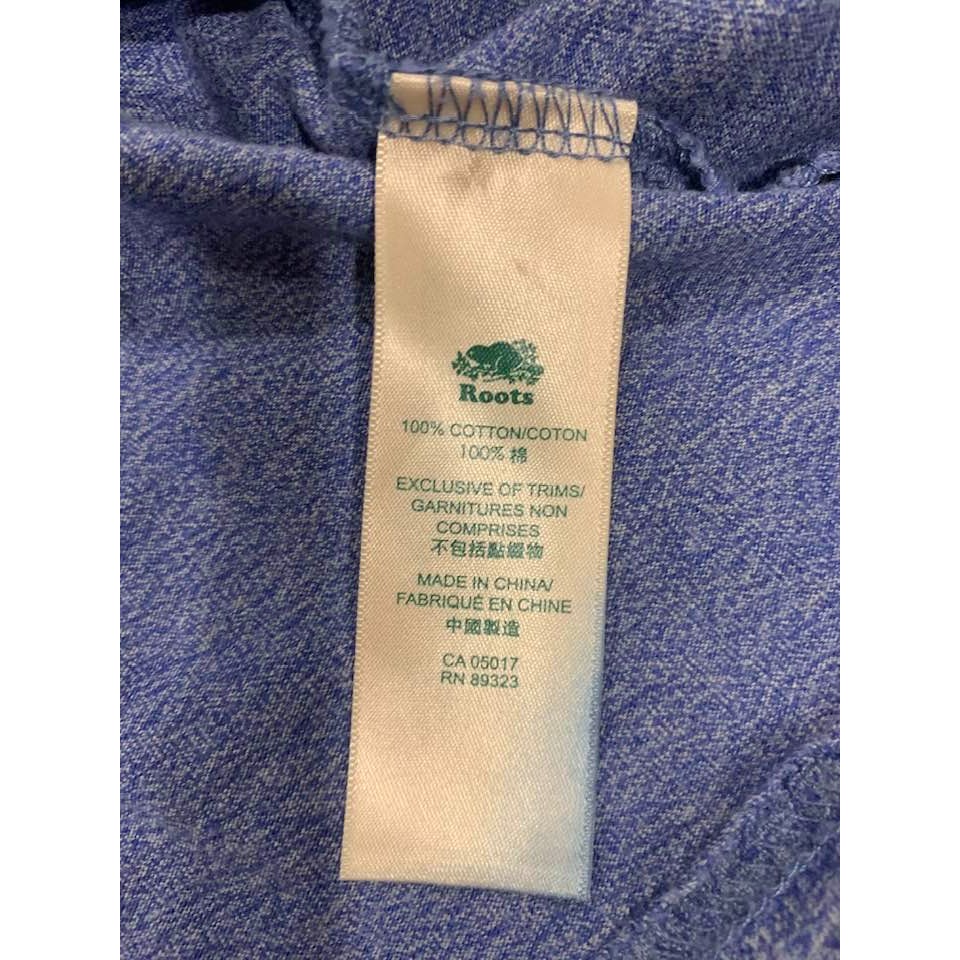 Roots
100% COTTON/COTON
100% 棉
EXCLUSIVE OF TRIMS/
GARNITURES NON
COMPRISES
不包括點綴物
MADE IN CHINA/
FABRIQUÉ EN CHINE
中國製造
CA 05017
RN 89323